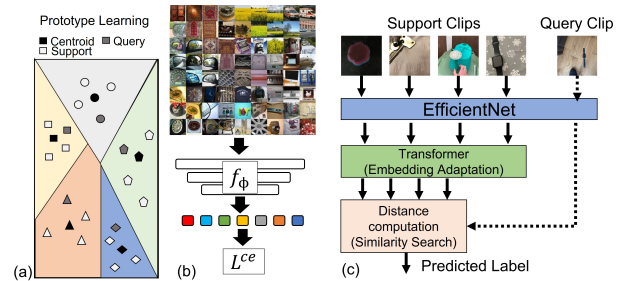 Prototype Learning
Centroid
Query
Support
(a)
f_ϕ
L^{ce}
(b)
Support Clips
Query Clip
EfficientNet
Transformer
(Embedding Adaptation)
Distance
computation
(Similarity Search)
Predicted Label
(c)